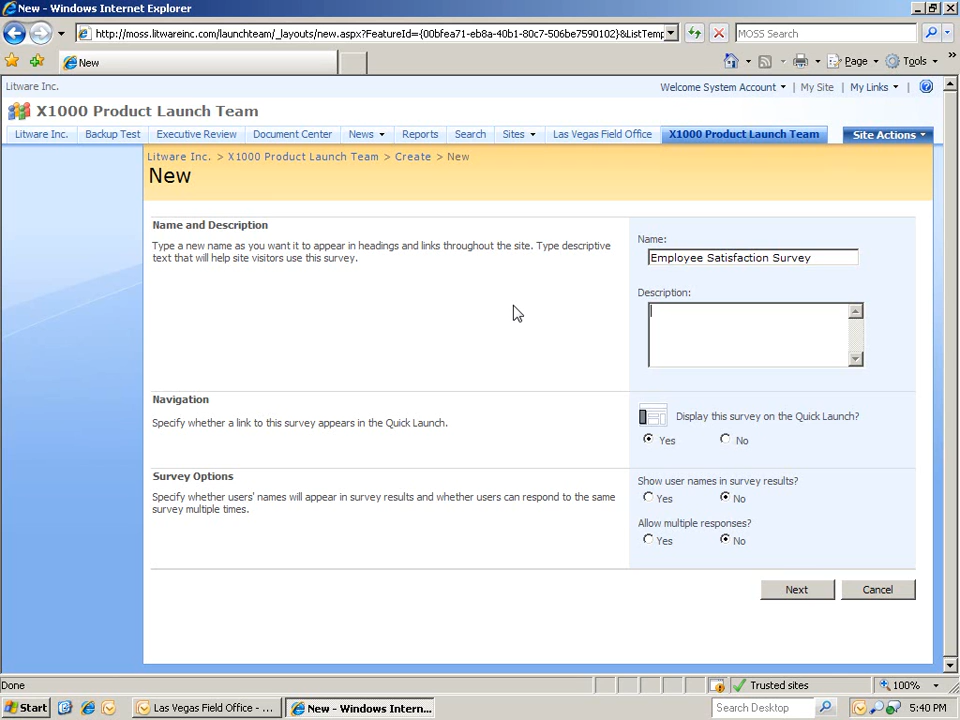 New - Windows Internet Explorer
http://moss.litwareinc.com/launchteam/_layouts/new.aspx?FeatureId={00bfea71-eb8a-40b1-80c7-506be7590102}&ListTemp
MOSS Search
New
Page
Tools
Litware Inc.
Welcome System Account
My Site
My Links
X1000 Product Launch Team
Litware Inc. Backup Test Executive Review Document Center News Reports Search Sites Las Vegas Field Office X1000 Product Launch Team Site Actions
Litware Inc. > X1000 Product Launch Team > Create > New
New
Name and Description
Type a new name as you want it to appear in headings and links throughout the site. Type descriptive
text that will help site visitors use this survey.
Name:
Employee Satisfaction Survey
Description:
Navigation
Specify whether a link to this survey appears in the Quick Launch.
Display this survey on the Quick Launch?
Yes No
Survey Options
Specify whether users' names will appear in survey results and whether users can respond to the same
survey multiple times.
Show user names in survey results?
Yes No
Allow multiple responses?
Yes No
Next Cancel
Done
Trusted sites
100%
Start
Las Vegas Field Office - ...
New - Windows Intern...
Search Desktop
5:40 PM